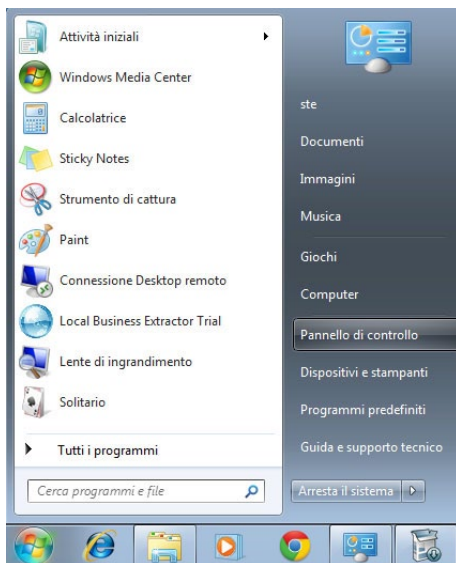 Attività iniziali
Windows Media Center
Calcolatrice
Sticky Notes
Strumento di cattura
Paint
Connessione Desktop remoto
Local Business Extractor Trial
Lente di ingrandimento
Solitario
Tutti i programmi
Cerca programmi e file
ste
Documenti
Immagini
Musica
Giochi
Computer
Pannello di controllo
Dispositivi e stampanti
Programmi predefiniti
Guida e supporto tecnico
Arresta il sistema